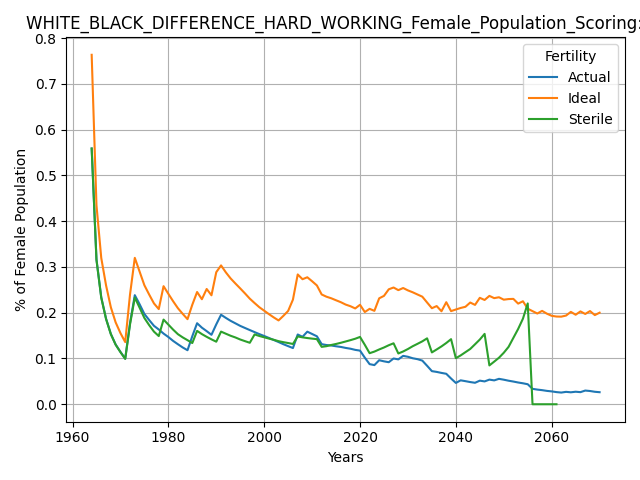 WHITE_BLACK_DIFFERENCE_HARD_WORKING_Female_Population_Scoring:
% of Female Population
0.8
0.7
0.6
0.5
0.4
0.3
0.2
0.1
0.0
Fertility
Actual
Ideal
Sterile
1960
1980
2000
2020
2040
2060
Years